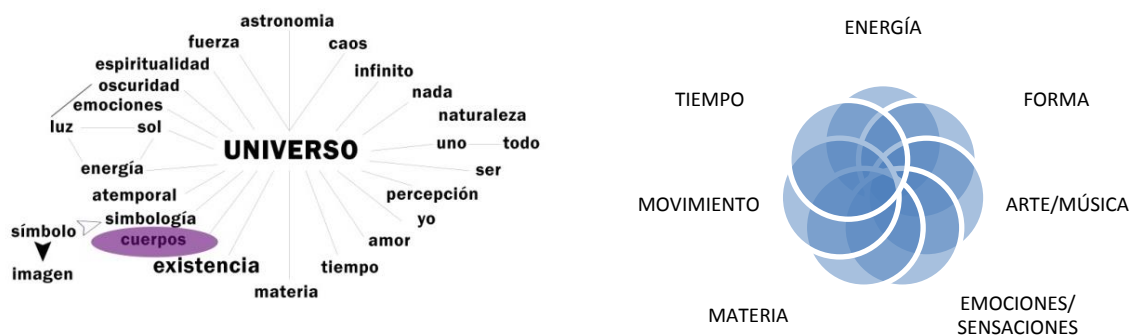 astronomia
fuerza
caos
espiritualidad
infinito
oscuridad
nada
emociones
naturaleza
luz
sol
UNIVERSO
uno
todo
energía
ser
atemporal
percepción
simbología
yo
símbolo
cuerpos
amor
existencia
tiempo
imagen
materia
ENERGÍA
TIEMPO
FORMA
MOVIMIENTO
ARTE/MÚSICA
MATERIA
EMOCIONES/
SENSACIONES